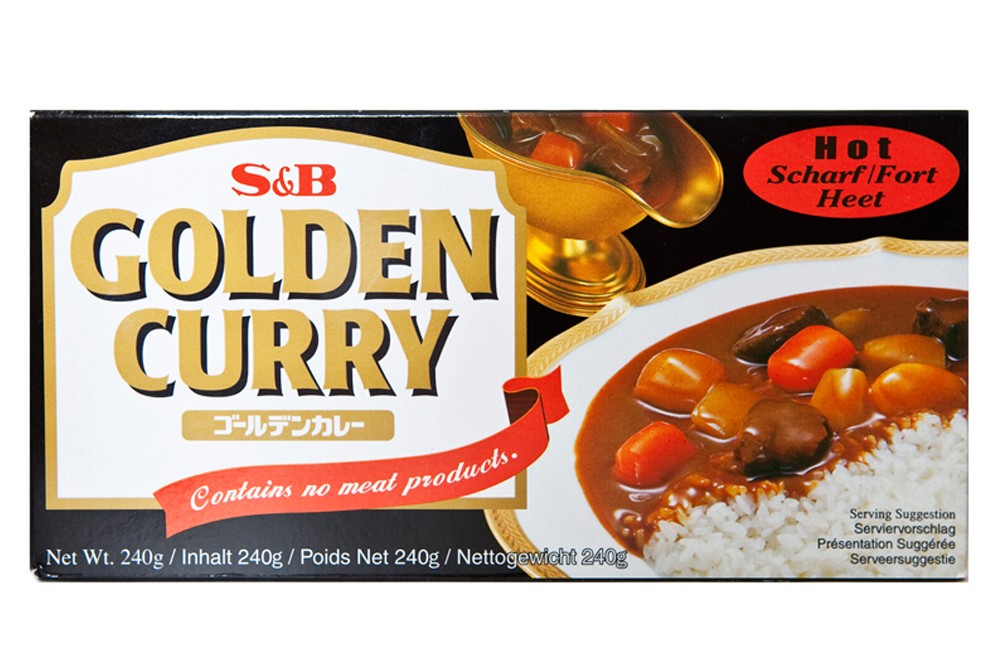 S&B
GOLDEN
CURRY
ゴールデンカレー
Contains no meat products.
Net Wt. 240g / Inhalt 240g / Poids Net 240g / Nettogewicht 240g
Hot
Scharf/Fort
Heet
Serving Suggestion
Serviervorschlag
Présentation Suggérée
Serveersuggestie